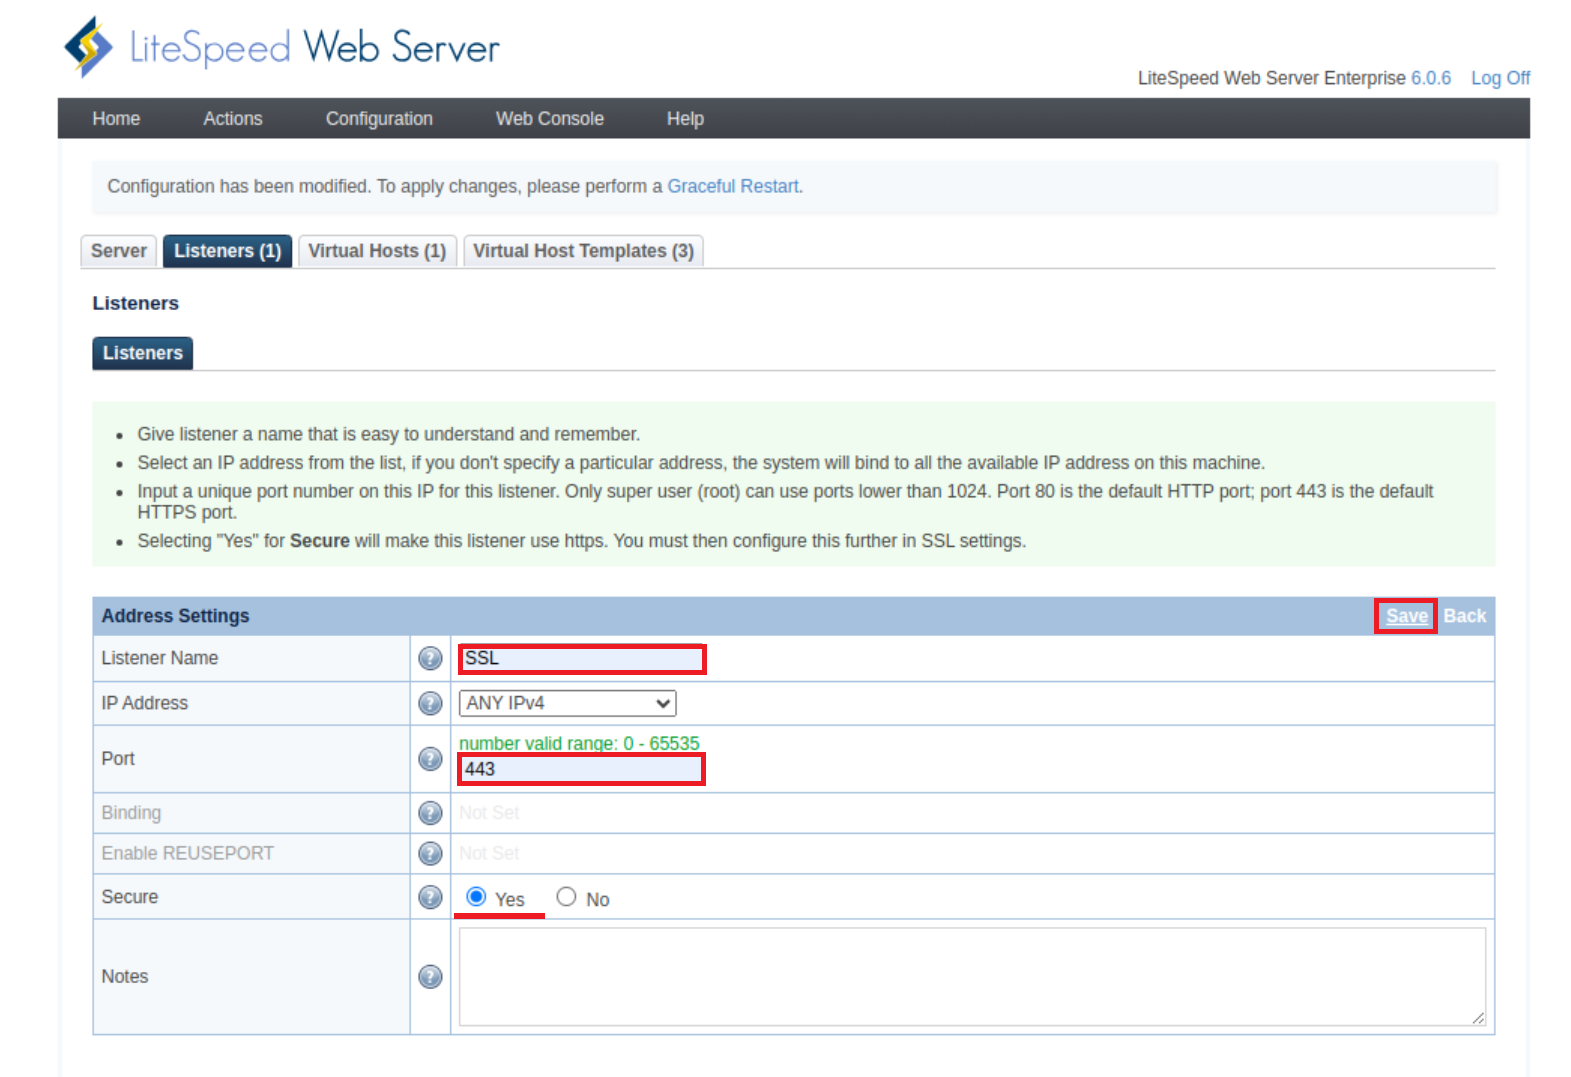 LiteSpeed Web Server
LiteSpeed Web Server Enterprise 6.0.6 Log Off
Home Actions Configuration Web Console Help
Configuration has been modified. To apply changes, please perform a Graceful Restart.
Server Listeners (1) Virtual Hosts (1) Virtual Host Templates (3)
Listeners
Listeners
• Give listener a name that is easy to understand and remember.
• Select an IP address from the list, if you don't specify a particular address, the system will bind to all the available IP address on this machine.
• Input a unique port number on this IP for this listener. Only super user (root) can use ports lower than 1024. Port 80 is the default HTTP port; port 443 is the default
HTTPS port.
• Selecting "Yes" for Secure will make this listener use https. You must then configure this further in SSL settings.
Address Settings Save Back
Listener Name ? SSL
IP Address ? ANY IPv4
number valid range: 0 - 65535
Port ? 443
Binding ? Not Set
Enable REUSEPORT ? Not Set
Secure ? Yes No
Notes ?